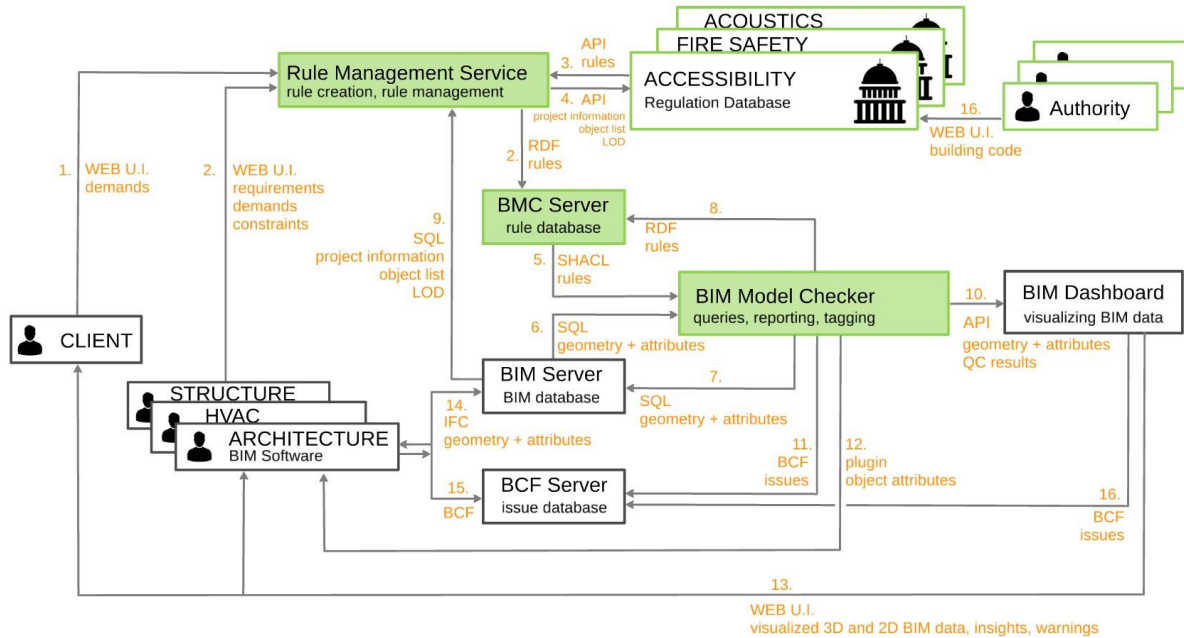 ACOUSTICS
FIRE SAFETY
ACCESSIBILITY
Regulation Database
Authority
16.
WEB U.I.
building code
API
3. rules
4. API
project information
object list
LOD
Rule Management Service
rule creation, rule management
1. WEB U.I.
demands
2. WEB U.I.
requirements
demands
constraints
2. RDF
rules
9.
SQL
project information
object list
LOD
BMC Server
rule database
8.
RDF
rules
5. SHACL
rules
BIM Model Checker
queries, reporting, tagging
10.
API
geometry + attributes
QC results
BIM Dashboard
visualizing BIM data
CLIENT
6. SQL
geometry + attributes
BIM Server
BIM database
7.
SQL
geometry + attributes
STRUCTURE
HVAC
ARCHITECTURE
BIM Software
14.
IFC
geometry + attributes
11.
BCF
issues
12.
plugin
object attributes
15.
BCF
BCF Server
issue database
16.
BCF
issues
13.
WEB U.I.
visualized 3D and 2D BIM data, insights, warnings